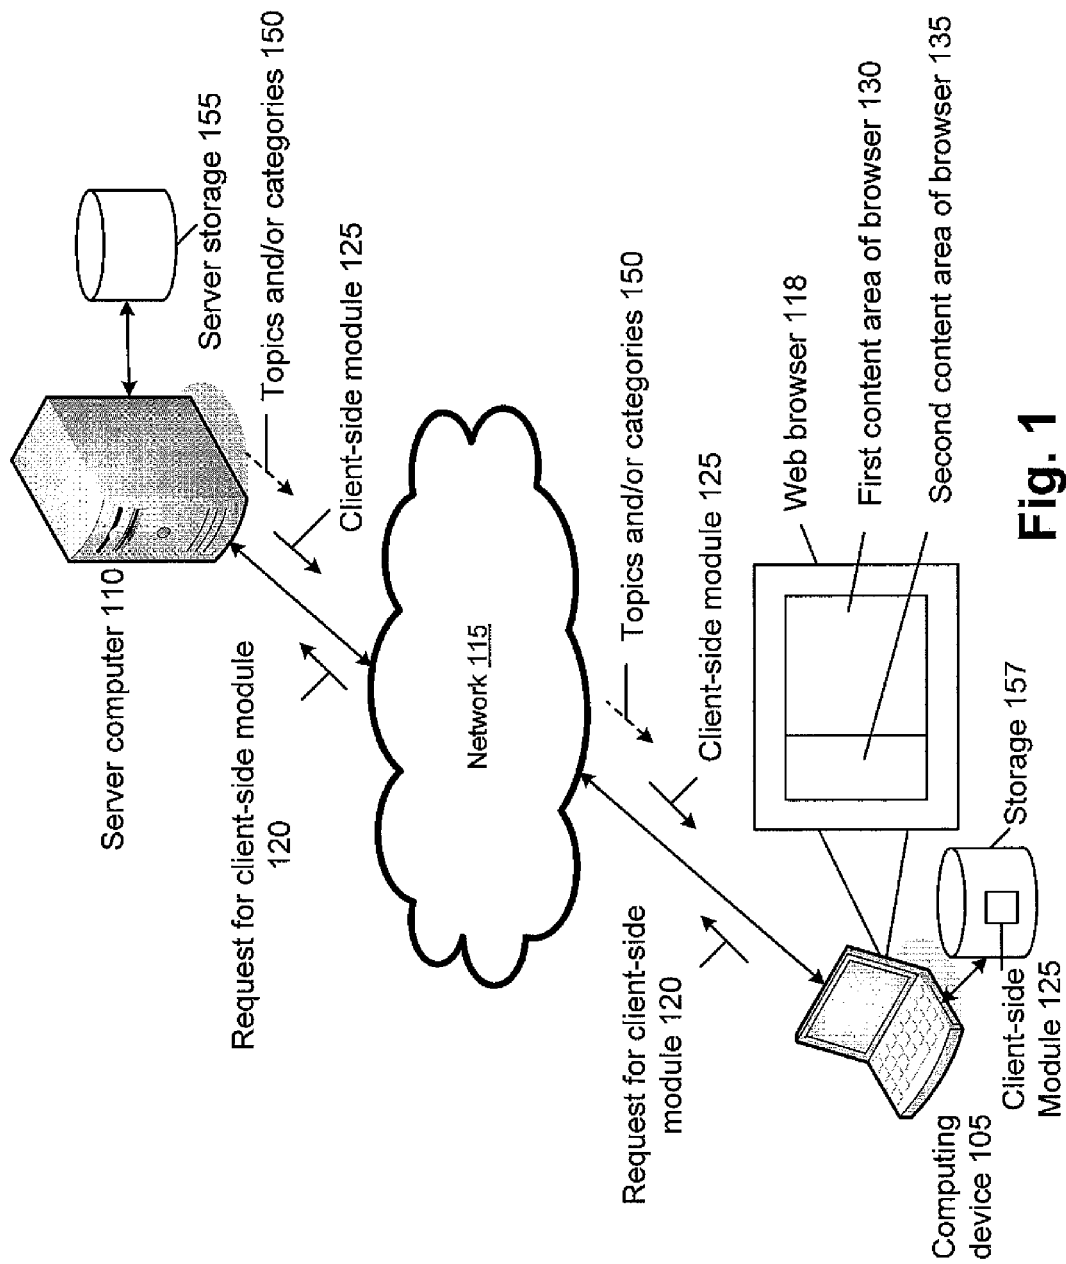 Server computer 110
Server storage 155
Topics and/or categories 150
Client-side module 125
Request for client-side module
120
Network 115
Topics and/or categories 150
Client-side module 125
Request for client-side
module 120
Web browser 118
First content area of browser 130
Second content area of browser 135
Storage 157
Client-side
Module 125
Computing
device 105
Fig. 1